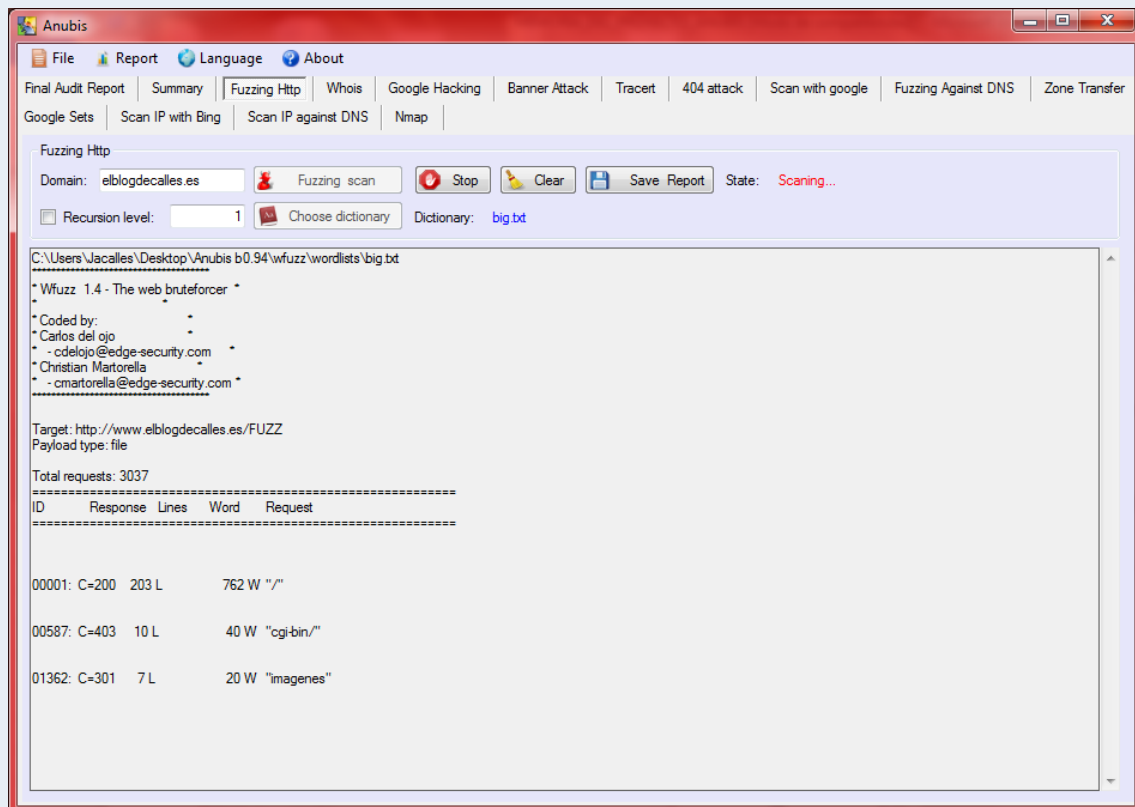 Anubis
File Report Language About
Final Audit Report Summary Fuzzing Http Whois Google Hacking Banner Attack Tracert 404 attack Scan with google Fuzzing Against DNS Zone Transfer
Google Sets Scan IP with Bing Scan IP against DNS Nmap
Fuzzing Http
Domain: elblogdecalles.es Fuzzing scan Stop Clear Save Report State: Scaning...
Recursion level: 1 Choose dictionary Dictionary: big.txt
C:\Users\Jacalles\Desktop\Anubis b0.94\wfuzz\wordlists\big.txt
*************************************
* Wfuzz 1.4 - The web bruteforcer *
* *
* Coded by: *
* Carlos del ojo *
* - cdelojo@edge-security.com *
* Christian Martorella *
* - cmartorella@edge-security.com *
*************************************
Target: http://www.elblogdecalles.es/FUZZ
Payload type: file
Total requests: 3037
===========================================================
ID Response Lines Word Request
===========================================================
00001: C=200 203 L 762 W "/"
00587: C=403 10 L 40 W "cgi-bin/"
01362: C=301 7 L 20 W "imagenes"